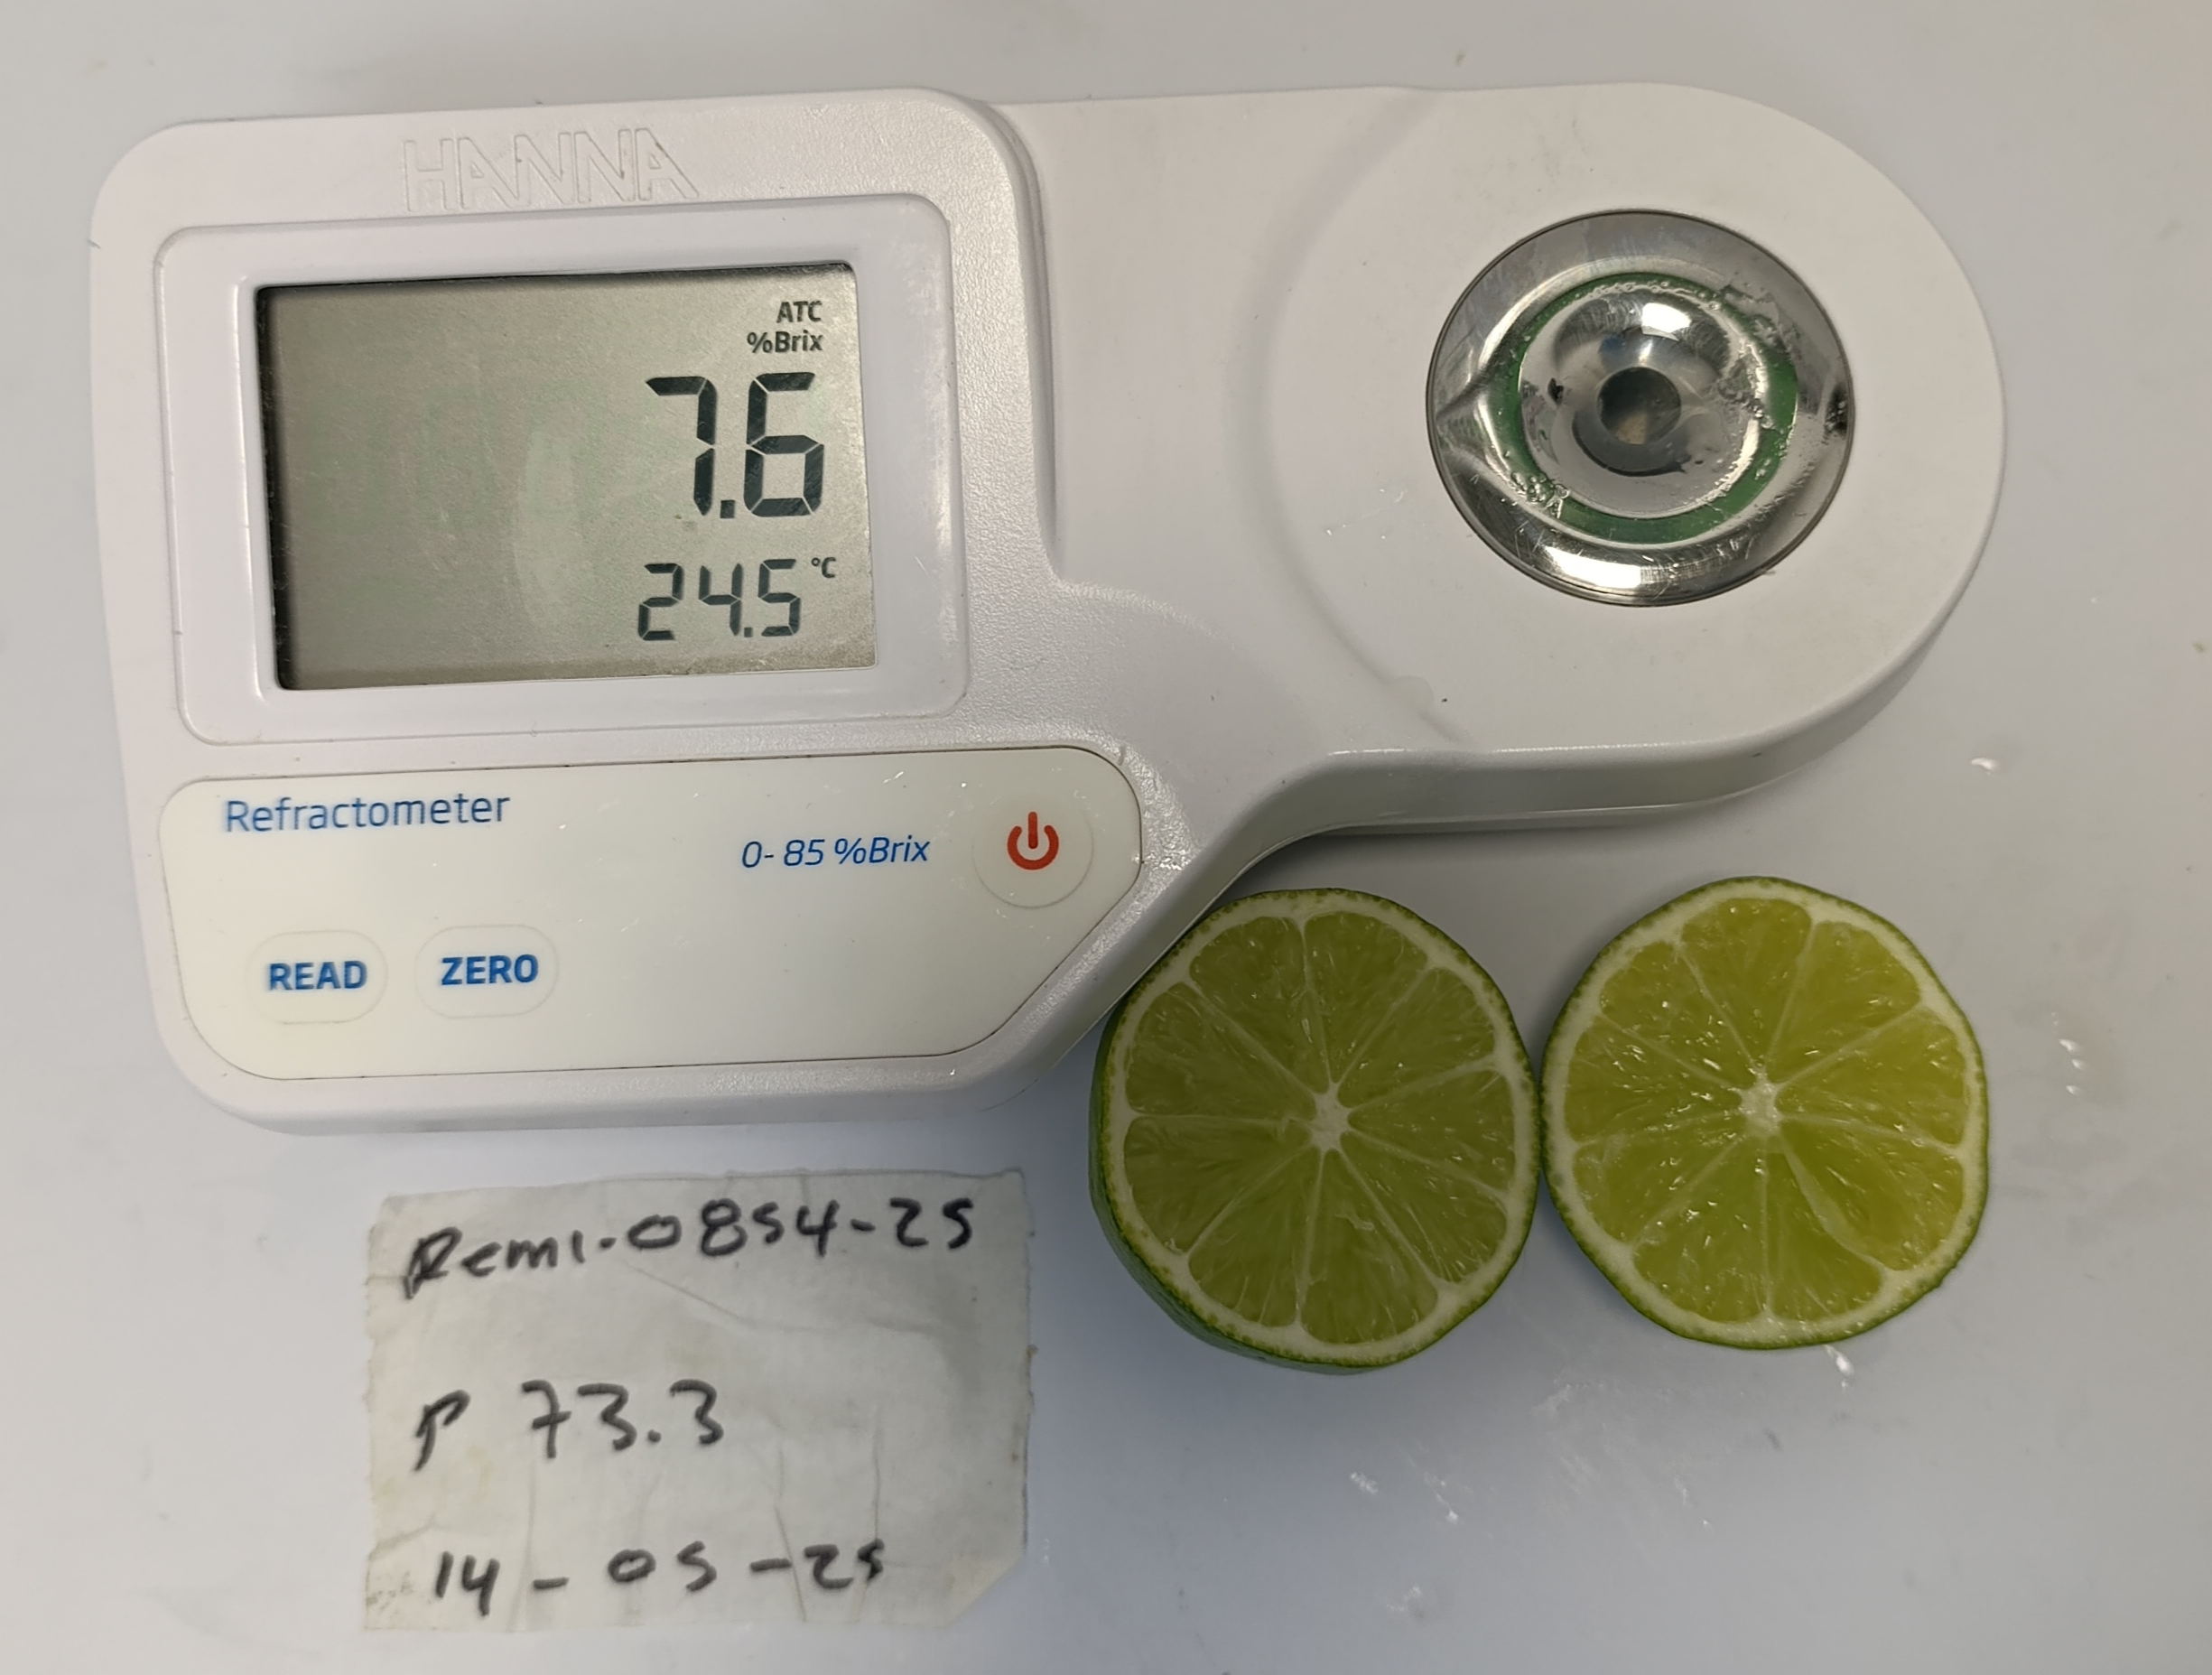 HANNA
ATC
%Brix
7.6
24.5 °C
Refractometer
0-85 %Brix
READ
ZERO
Remi-0854-25
P 73.3
14-05-25